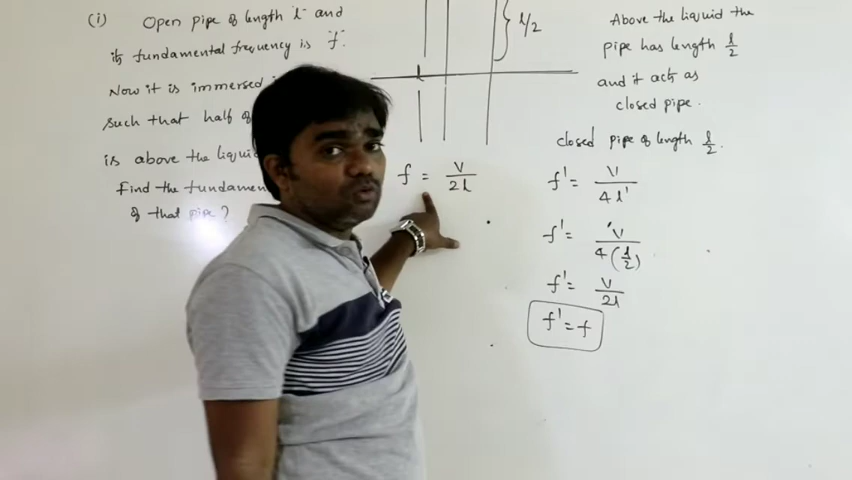 (i) Open pipe of length 'l' and
its fundamental frequency is 'f'.
Now it is immersed
such that half of
is above the liquid
Find the fundamen
of that pipe ?
l/2
f = V/2l
Above the liquid the
pipe has length l/2
and it acts as
closed pipe.
closed pipe of length l/2.
f' = V/4l'
f' = V/4(l/2)
f' = V/2l
f' = f